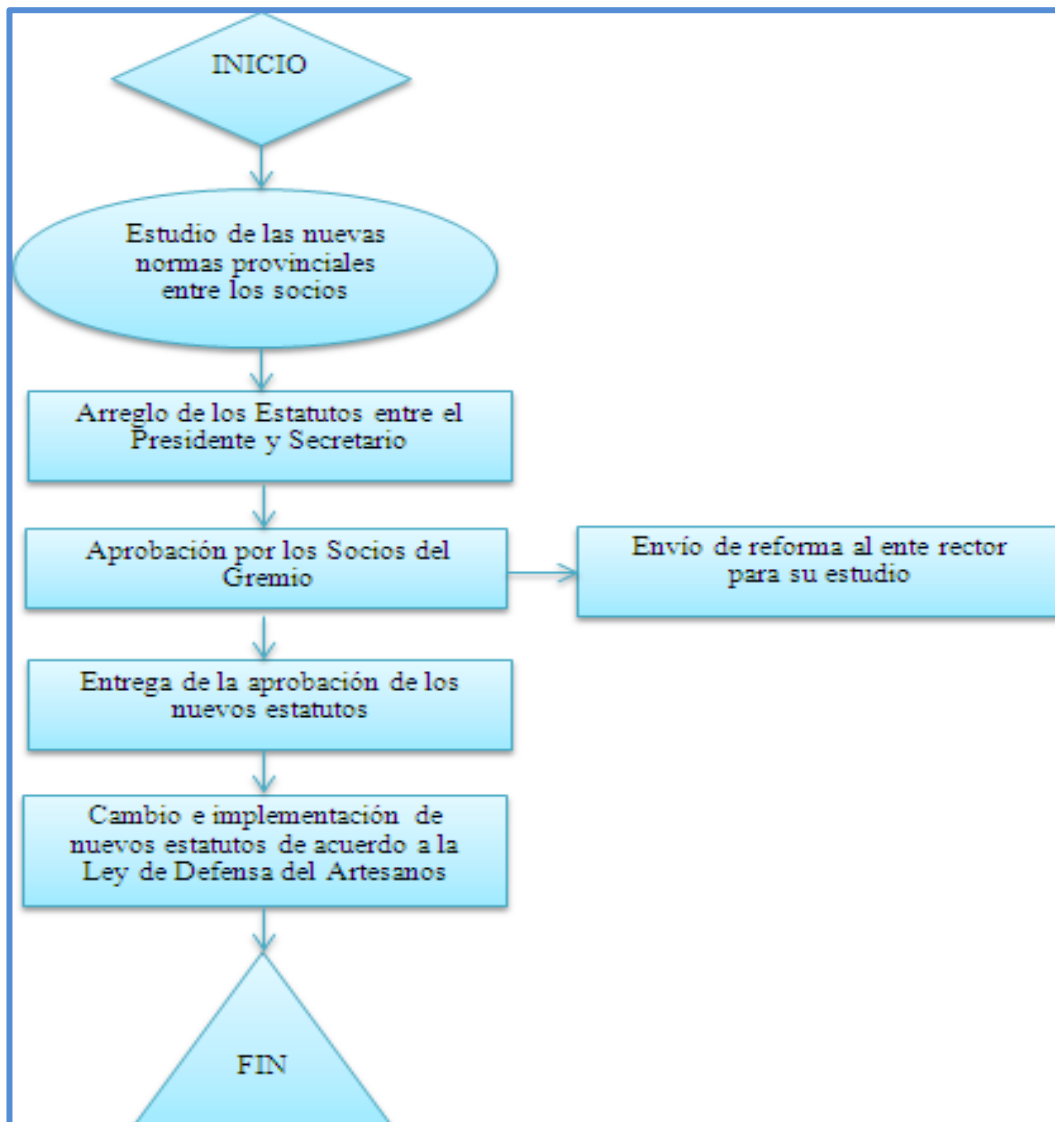 INICIO
Estudio de las nuevas
normas provinciales
entre los socios
Arreglo de los Estatutos entre el
Presidente y Secretario
Aprobación por los Socios del
Gremio
Envío de reforma al ente rector
para su estudio
Entrega de la aprobación de los
nuevos estatutos
Cambio e implementación de
nuevos estatutos de acuerdo a la
Ley de Defensa del Artesanos
FIN